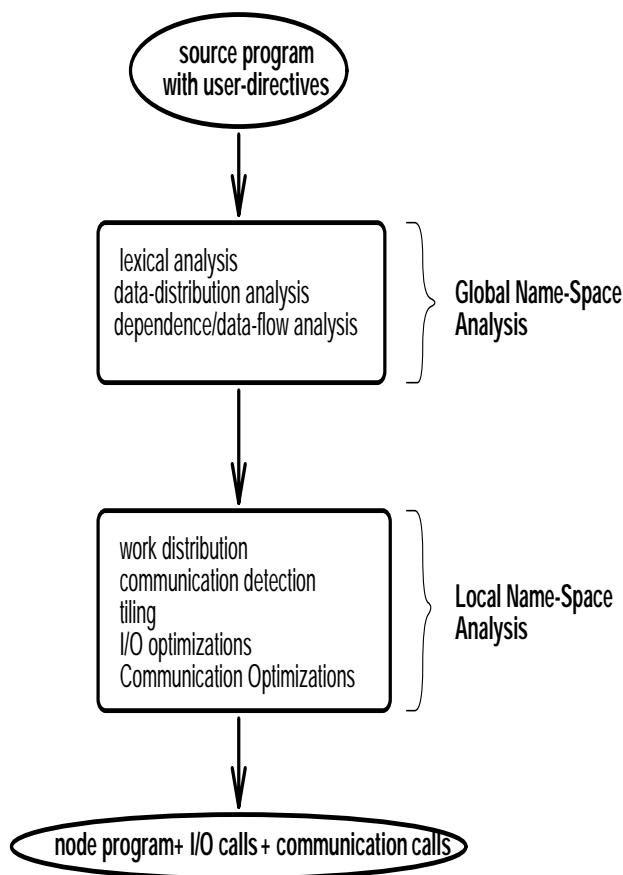 source program
with user-directives
lexical analysis
data-distribution analysis
dependence/data-flow analysis
Global Name-Space
Analysis
work distribution
communication detection
tiling
I/O optimizations
Communication Optimizations
Local Name-Space
Analysis
node program+ I/O calls + communication calls